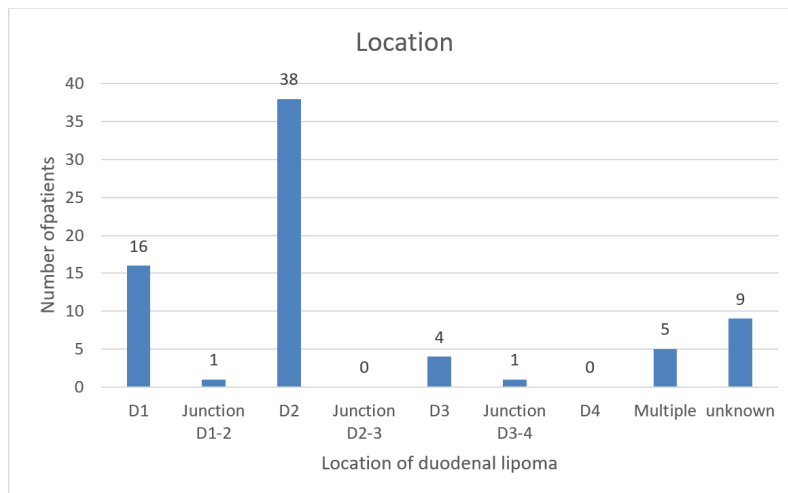 Location
Number ofpatients
40
35
30
25
20
15
10
5
0
16
1
38
0
4
1
0
5
9
D1
Junction
D1-2
D2
Junction
D2-3
D3
Junction
D3-4
D4
Multiple
unknown
Location of duodenal lipoma